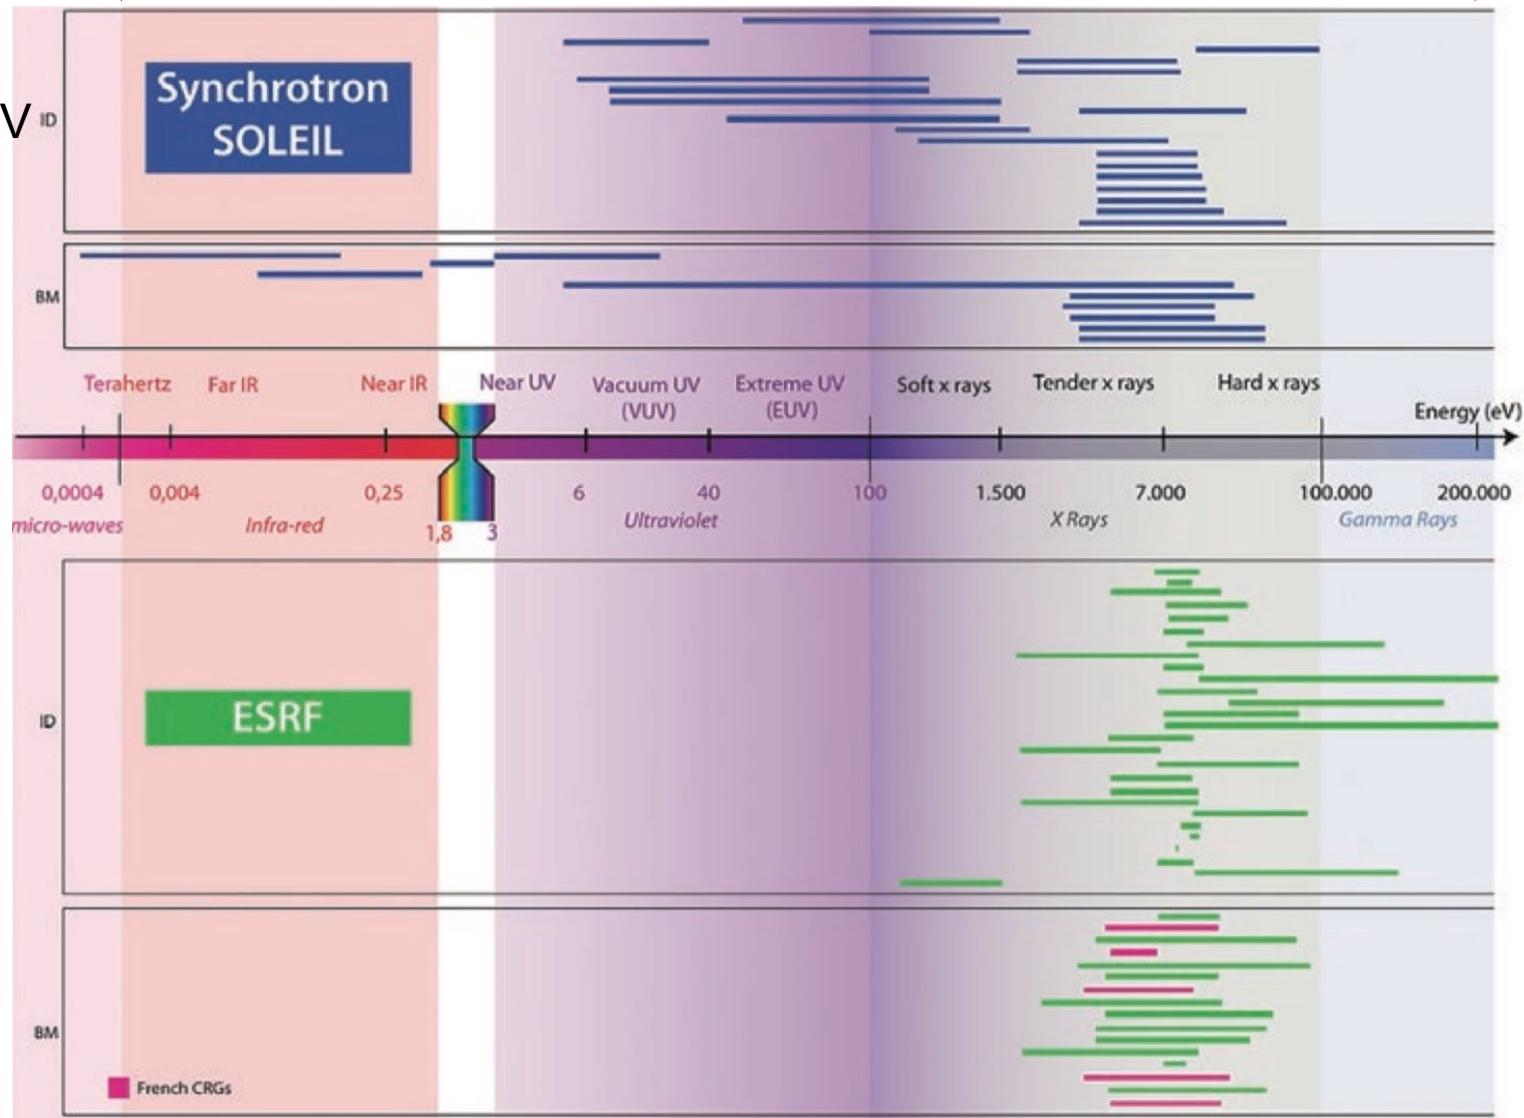 V
ID
Synchrotron
SOLEIL
BM
Terahertz Far IR Near IR Near UV Vacuum UV Extreme UV Soft x rays Tender x rays Hard x rays
(VUV) (EUV)
Energy (eV)
0,0004 0,004 0,25 6 40 100 1.500 7.000 100.000 200.000
micro-waves Infra-red Ultraviolet X Rays Gamma Rays
1,8 3
ID
ESRF
BM
French CRGs